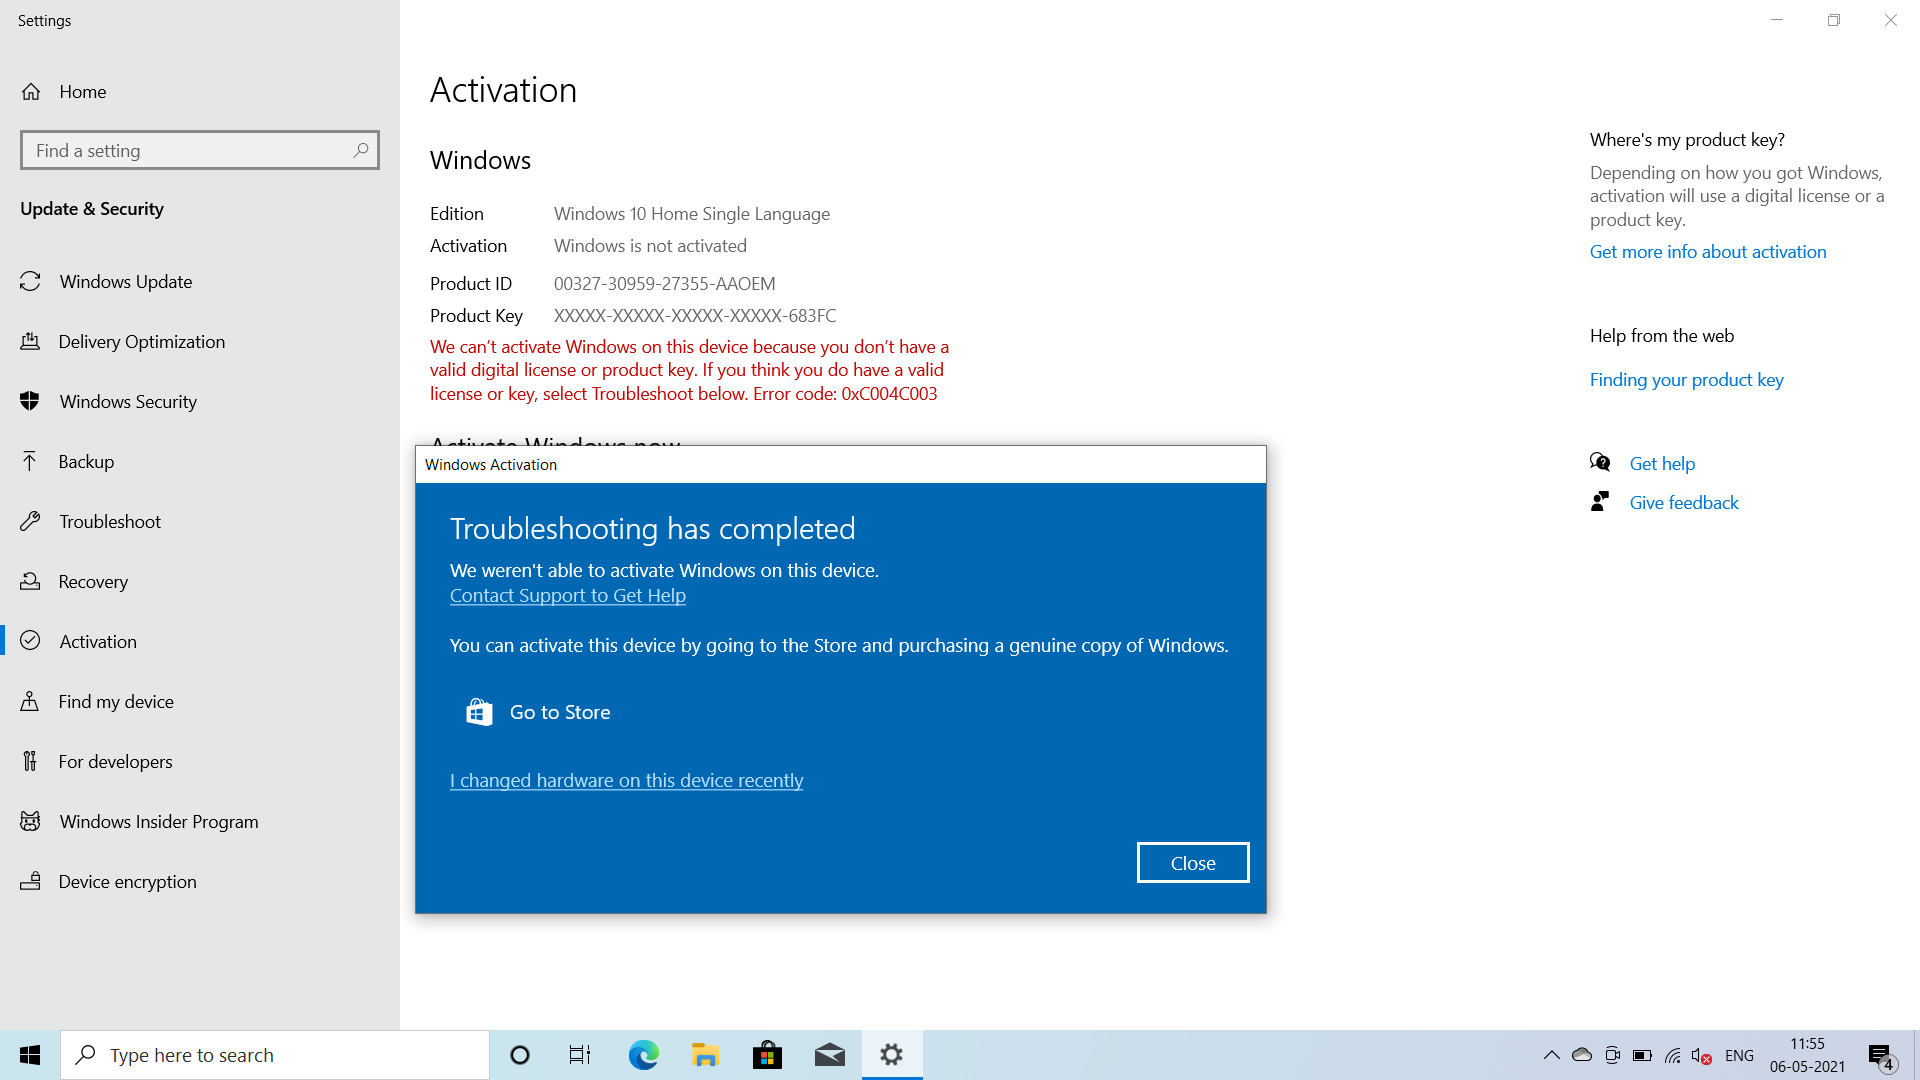 Settings
Home
Find a setting
Update & Security
Windows Update
Delivery Optimization
Windows Security
Backup
Troubleshoot
Recovery
Activation
Find my device
For developers
Windows Insider Program
Device encryption
Activation
Windows
Edition Windows 10 Home Single Language
Activation Windows is not activated
Product ID 00327-30959-27355-AAOEM
Product Key XXXXX-XXXXX-XXXXX-XXXXX-683FC
We can’t activate Windows on this device because you don’t have a
valid digital license or product key. If you think you do have a valid
license or key, select Troubleshoot below. Error code: 0xC004C003
Activate Windows now
Windows Activation
Troubleshooting has completed
We weren't able to activate Windows on this device.
Contact Support to Get Help
You can activate this device by going to the Store and purchasing a genuine copy of Windows.
Go to Store
I changed hardware on this device recently
Close
Where's my product key?
Depending on how you got Windows,
activation will use a digital license or a
product key.
Get more info about activation
Help from the web
Finding your product key
Get help
Give feedback
Type here to search
ENG
11:55
06-05-2021
4